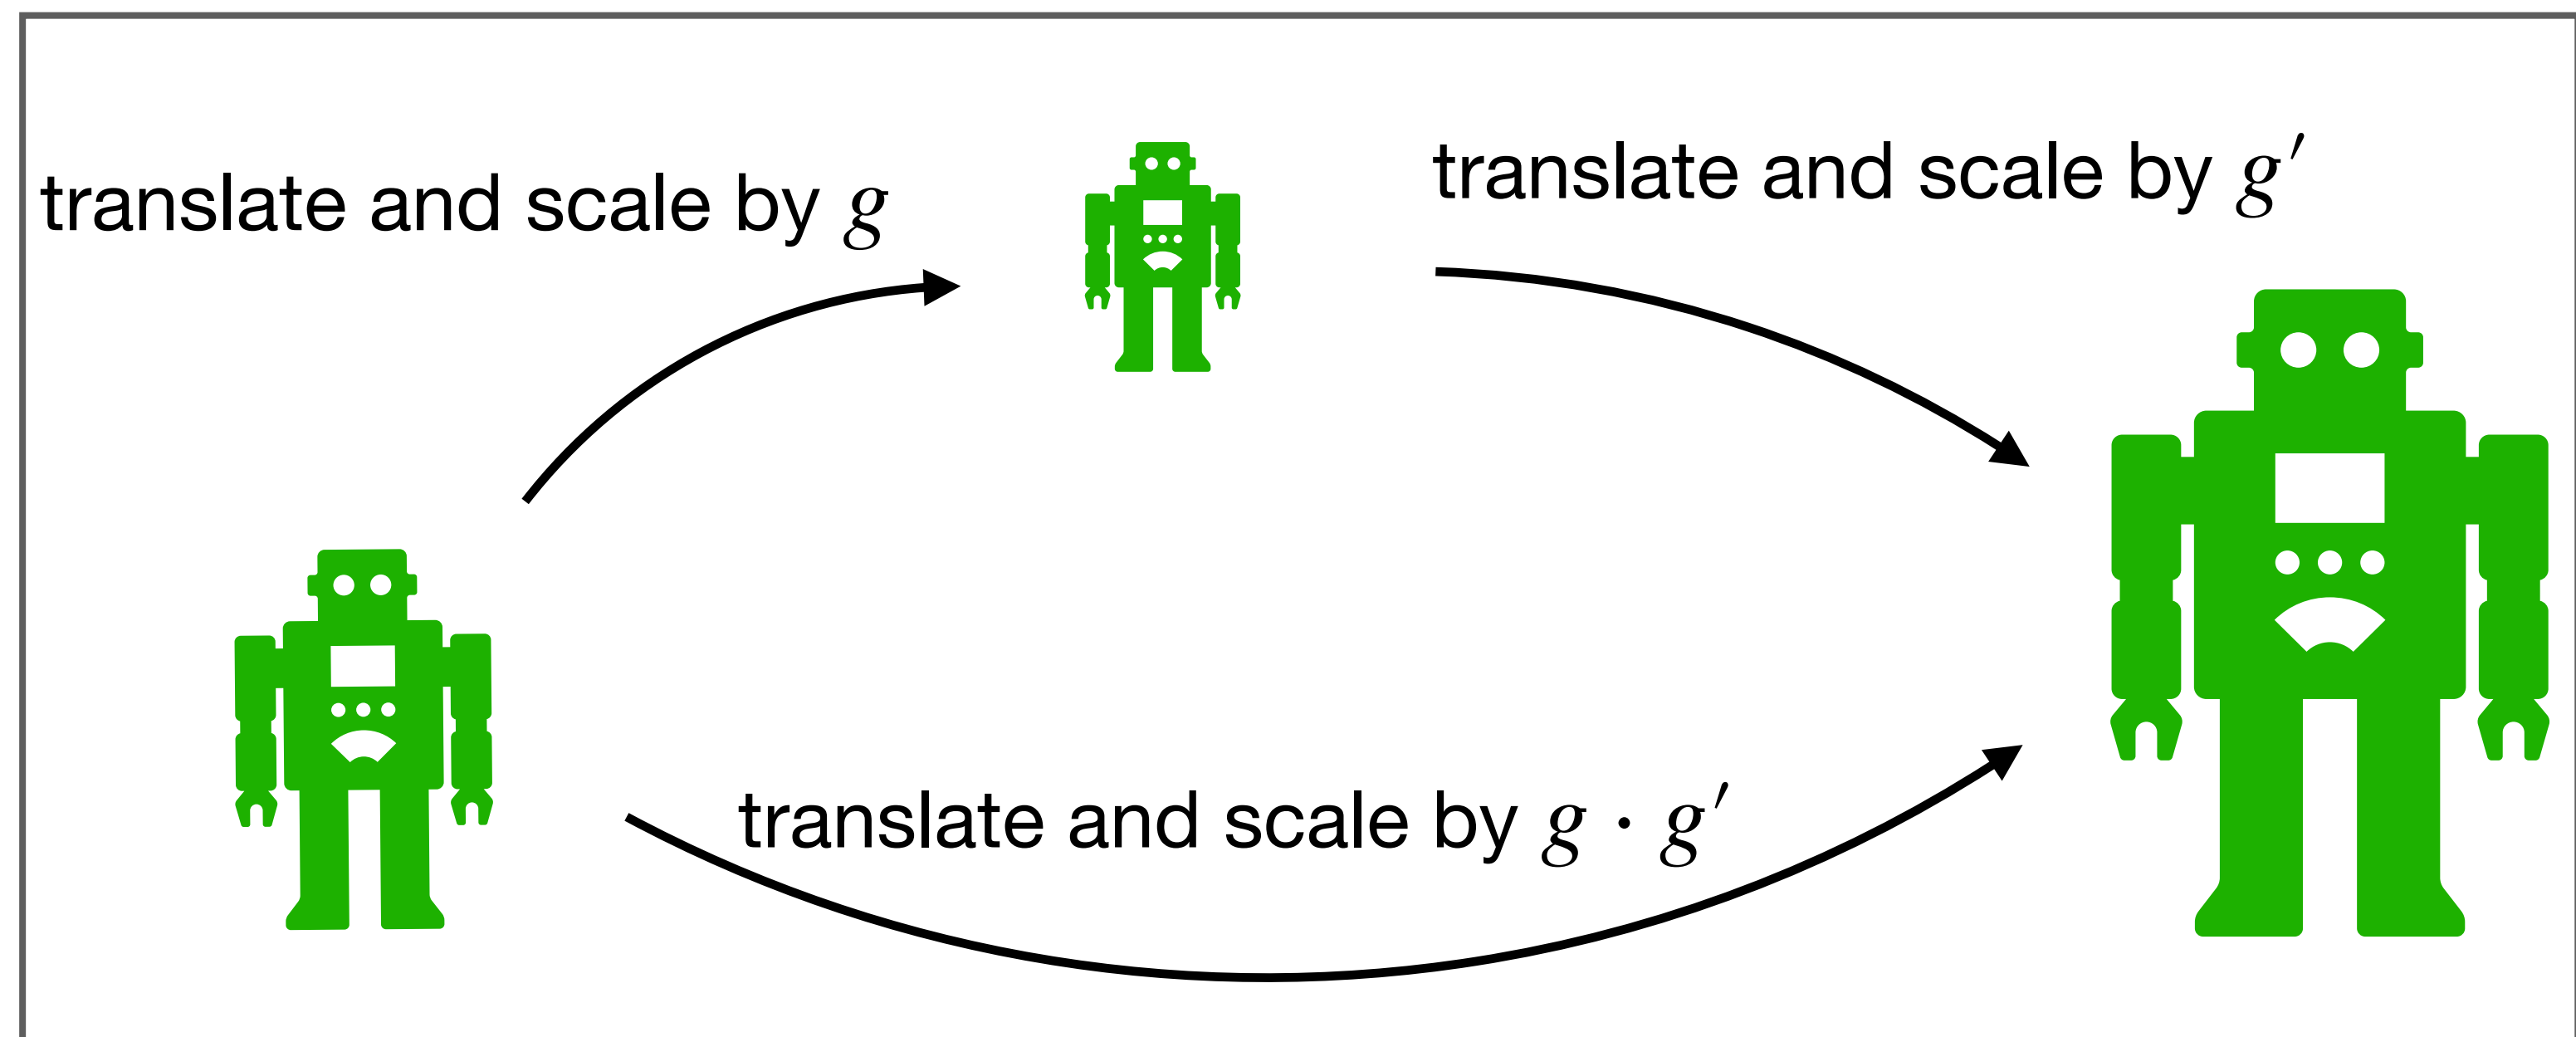 translate and scale by g
translate and scale by g′
translate and scale by g · g′